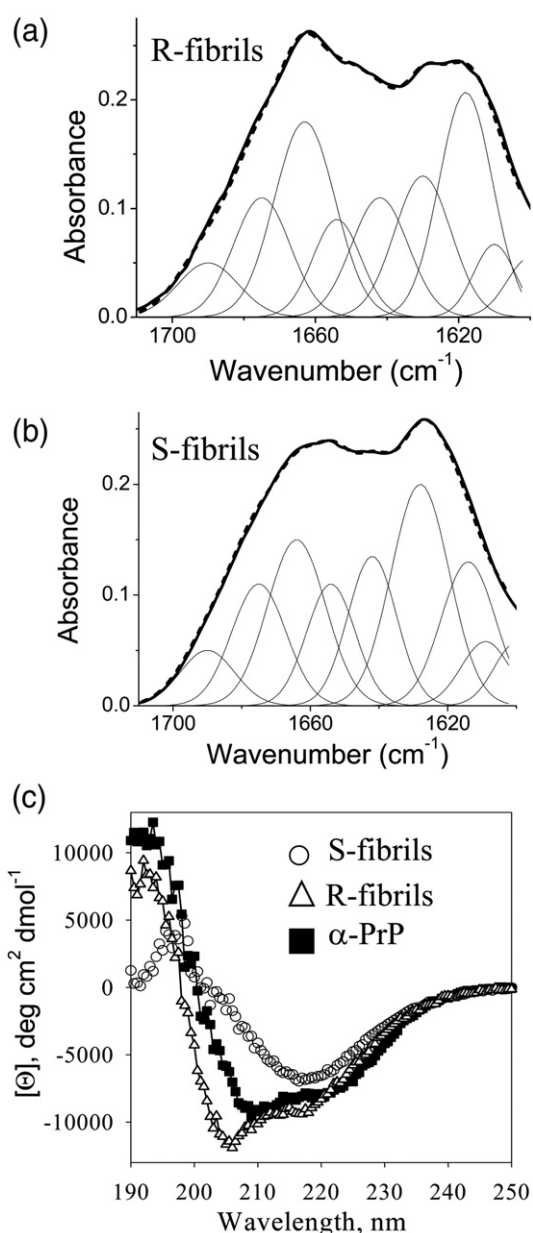 (a)
R-fibrils
0.2
0.1
0.0
Absorbance
1700 1660 1620
Wavenumber (cm⁻¹)
(b)
S-fibrils
0.2
0.1
0.0
Absorbance
1700 1660 1620
Wavenumber (cm⁻¹)
(c)
S-fibrils
R-fibrils
α-PrP
10000
5000
0
-5000
-10000
[Θ], deg cm² dmol⁻¹
190 200 210 220 230 240 250
Wavelength, nm